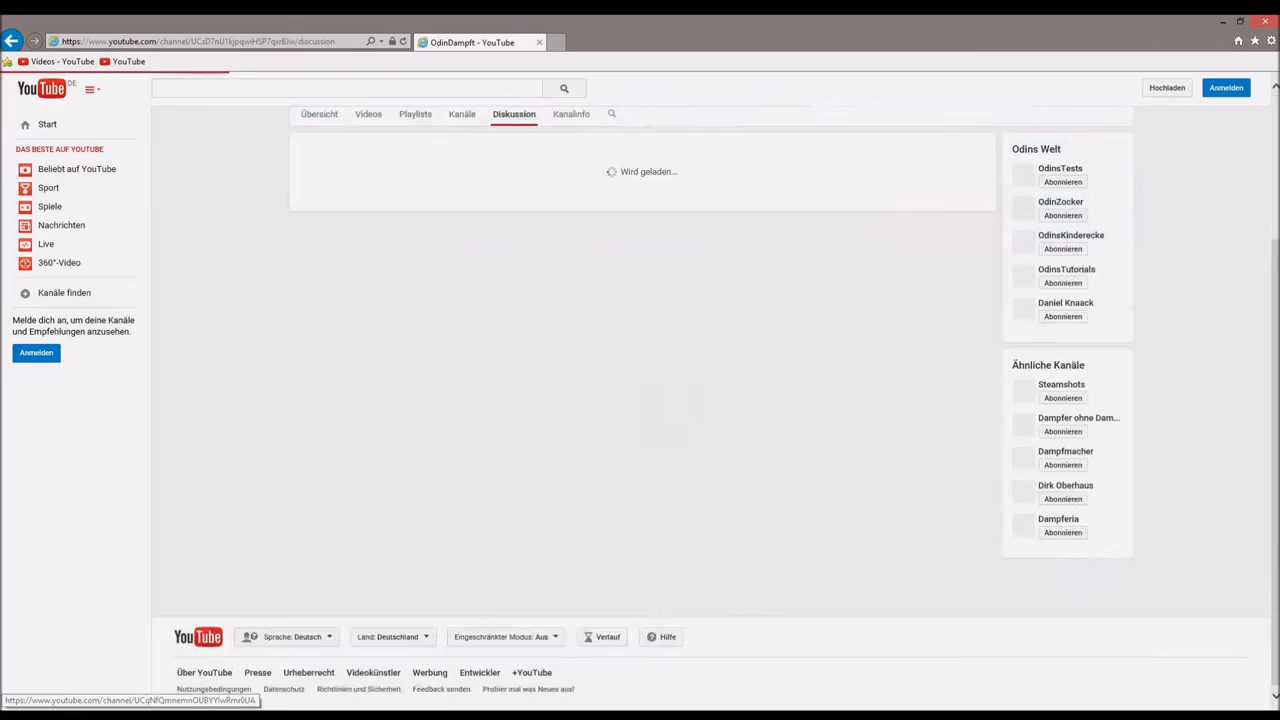 https://www.youtube.com/channel/UCsD7nU1kjpqwiHSP7qxrBJw/discussion
OdinDampft - YouTube
Videos - YouTube
YouTube
YouTube DE
Hochladen
Anmelden
Start
DAS BESTE AUF YOUTUBE
Beliebt auf YouTube
Sport
Spiele
Nachrichten
Live
360°-Video
Kanäle finden
Melde dich an, um deine Kanäle
und Empfehlungen anzusehen.
Anmelden
Übersicht
Videos
Playlists
Kanäle
Diskussion
Kanalinfo
Wird geladen...
Odins Welt
OdinsTests
Abonnieren
OdinZocker
Abonnieren
OdinsKinderecke
Abonnieren
OdinsTutorials
Abonnieren
Daniel Knaack
Abonnieren
Ähnliche Kanäle
Steamshots
Abonnieren
Dampfer ohne Dam...
Abonnieren
Dampfmacher
Abonnieren
Dirk Oberhaus
Abonnieren
Dampferia
Abonnieren
YouTube
Sprache: Deutsch
Land: Deutschland
Eingeschränkter Modus: Aus
Verlauf
Hilfe
Über YouTube
Presse
Urheberrecht
Videokünstler
Werbung
Entwickler
+YouTube
Nutzungsbedingungen
Datenschutz
Richtlinien und Sicherheit
Feedback senden
Probier mal was Neues aus!